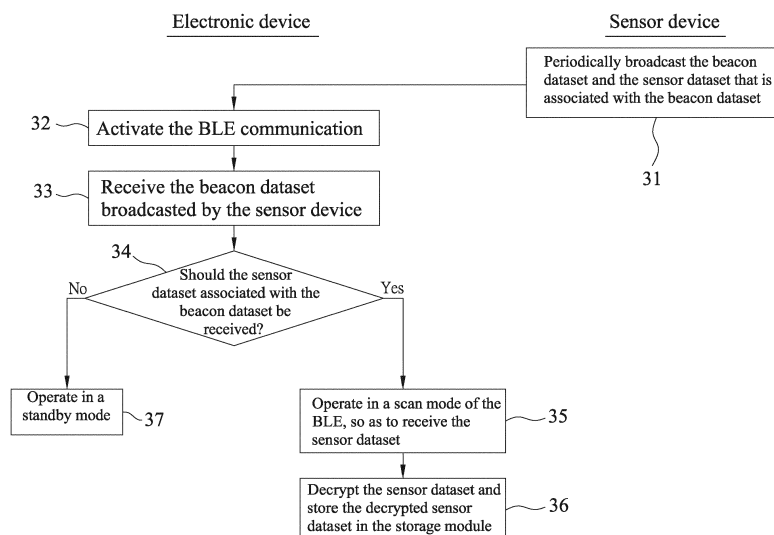 Electronic device
Sensor device
Periodically broadcast the beacon
dataset and the sensor dataset that is
associated with the beacon dataset
31
32
Activate the BLE communication
33
Receive the beacon dataset
broadcasted by the sensor device
34
Should the sensor
dataset associated with the
beacon dataset be
received?
No
Yes
Operate in a
standby mode
37
Operate in a scan mode of the
BLE, so as to receive the
sensor dataset
35
Decrypt the sensor dataset and
store the decrypted sensor
dataset in the storage module
36